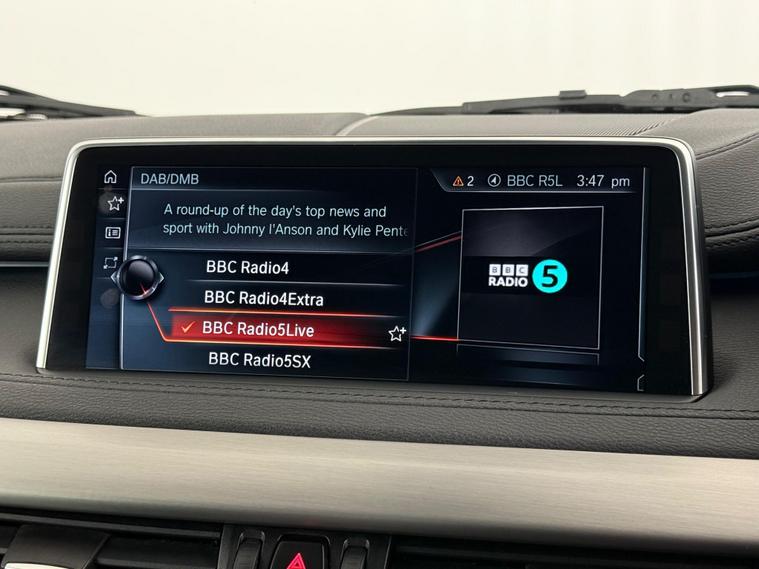 DAB/DMB
2 BBC R5L 3:47 pm
A round-up of the day's top news and
sport with Johnny I'Anson and Kylie Pente
BBC Radio4
BBC Radio4Extra
BBC Radio5Live
BBC Radio5SX
BBC
RADIO 5